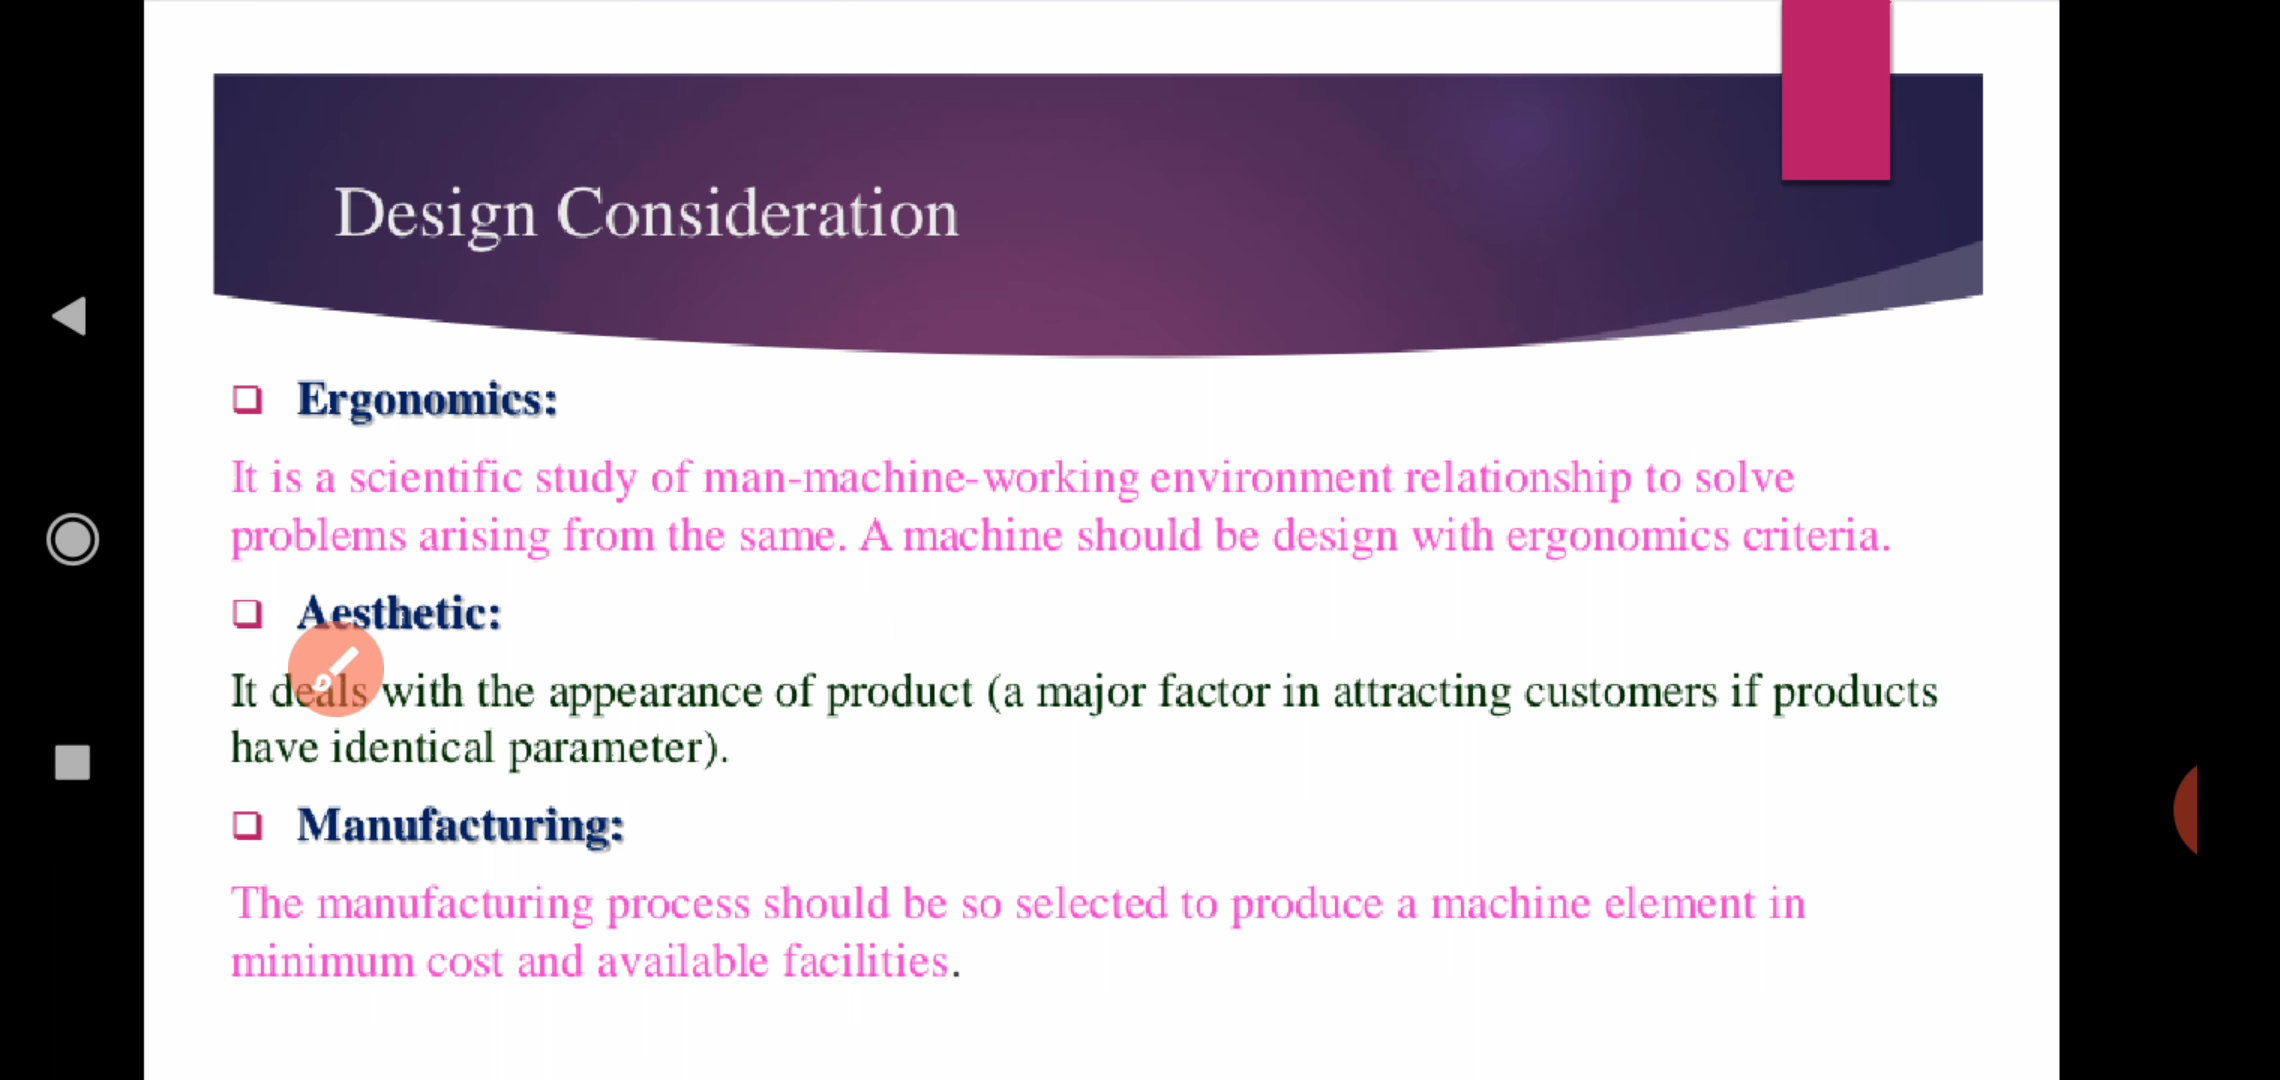 Design Consideration
Ergonomics:
It is a scientific study of man-machine-working environment relationship to solve
problems arising from the same. A machine should be design with ergonomics criteria.
Aesthetic:
It deals with the appearance of product (a major factor in attracting customers if products
have identical parameter).
Manufacturing:
The manufacturing process should be so selected to produce a machine element in
minimum cost and available facilities.